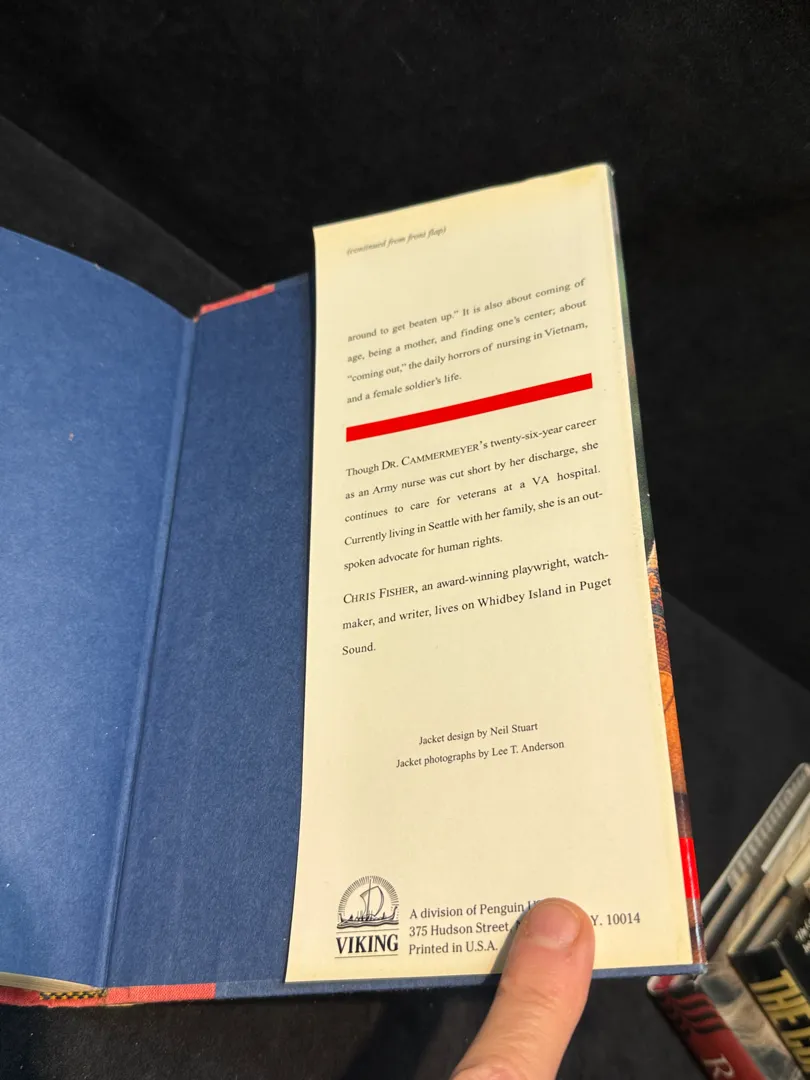 (continued from front flap)
around to get beaten up." It is also about coming of
age, being a mother, and finding one's center; about
"coming out," the daily horrors of nursing in Vietnam,
and a female soldier's life.
Though DR. CAMMERMEYER's twenty-six-year career
as an Army nurse was cut short by her discharge, she
continues to care for veterans at a VA hospital.
Currently living in Seattle with her family, she is an out-
spoken advocate for human rights.
CHRIS FISHER, an award-winning playwright, watch-
maker, and writer, lives on Whidbey Island in Puget
Sound.
Jacket design by Neil Stuart
Jacket photographs by Lee T. Anderson
VIKING
A division of Penguin
375 Hudson Street, Y. 10014
Printed in U.S.A.
THE
R